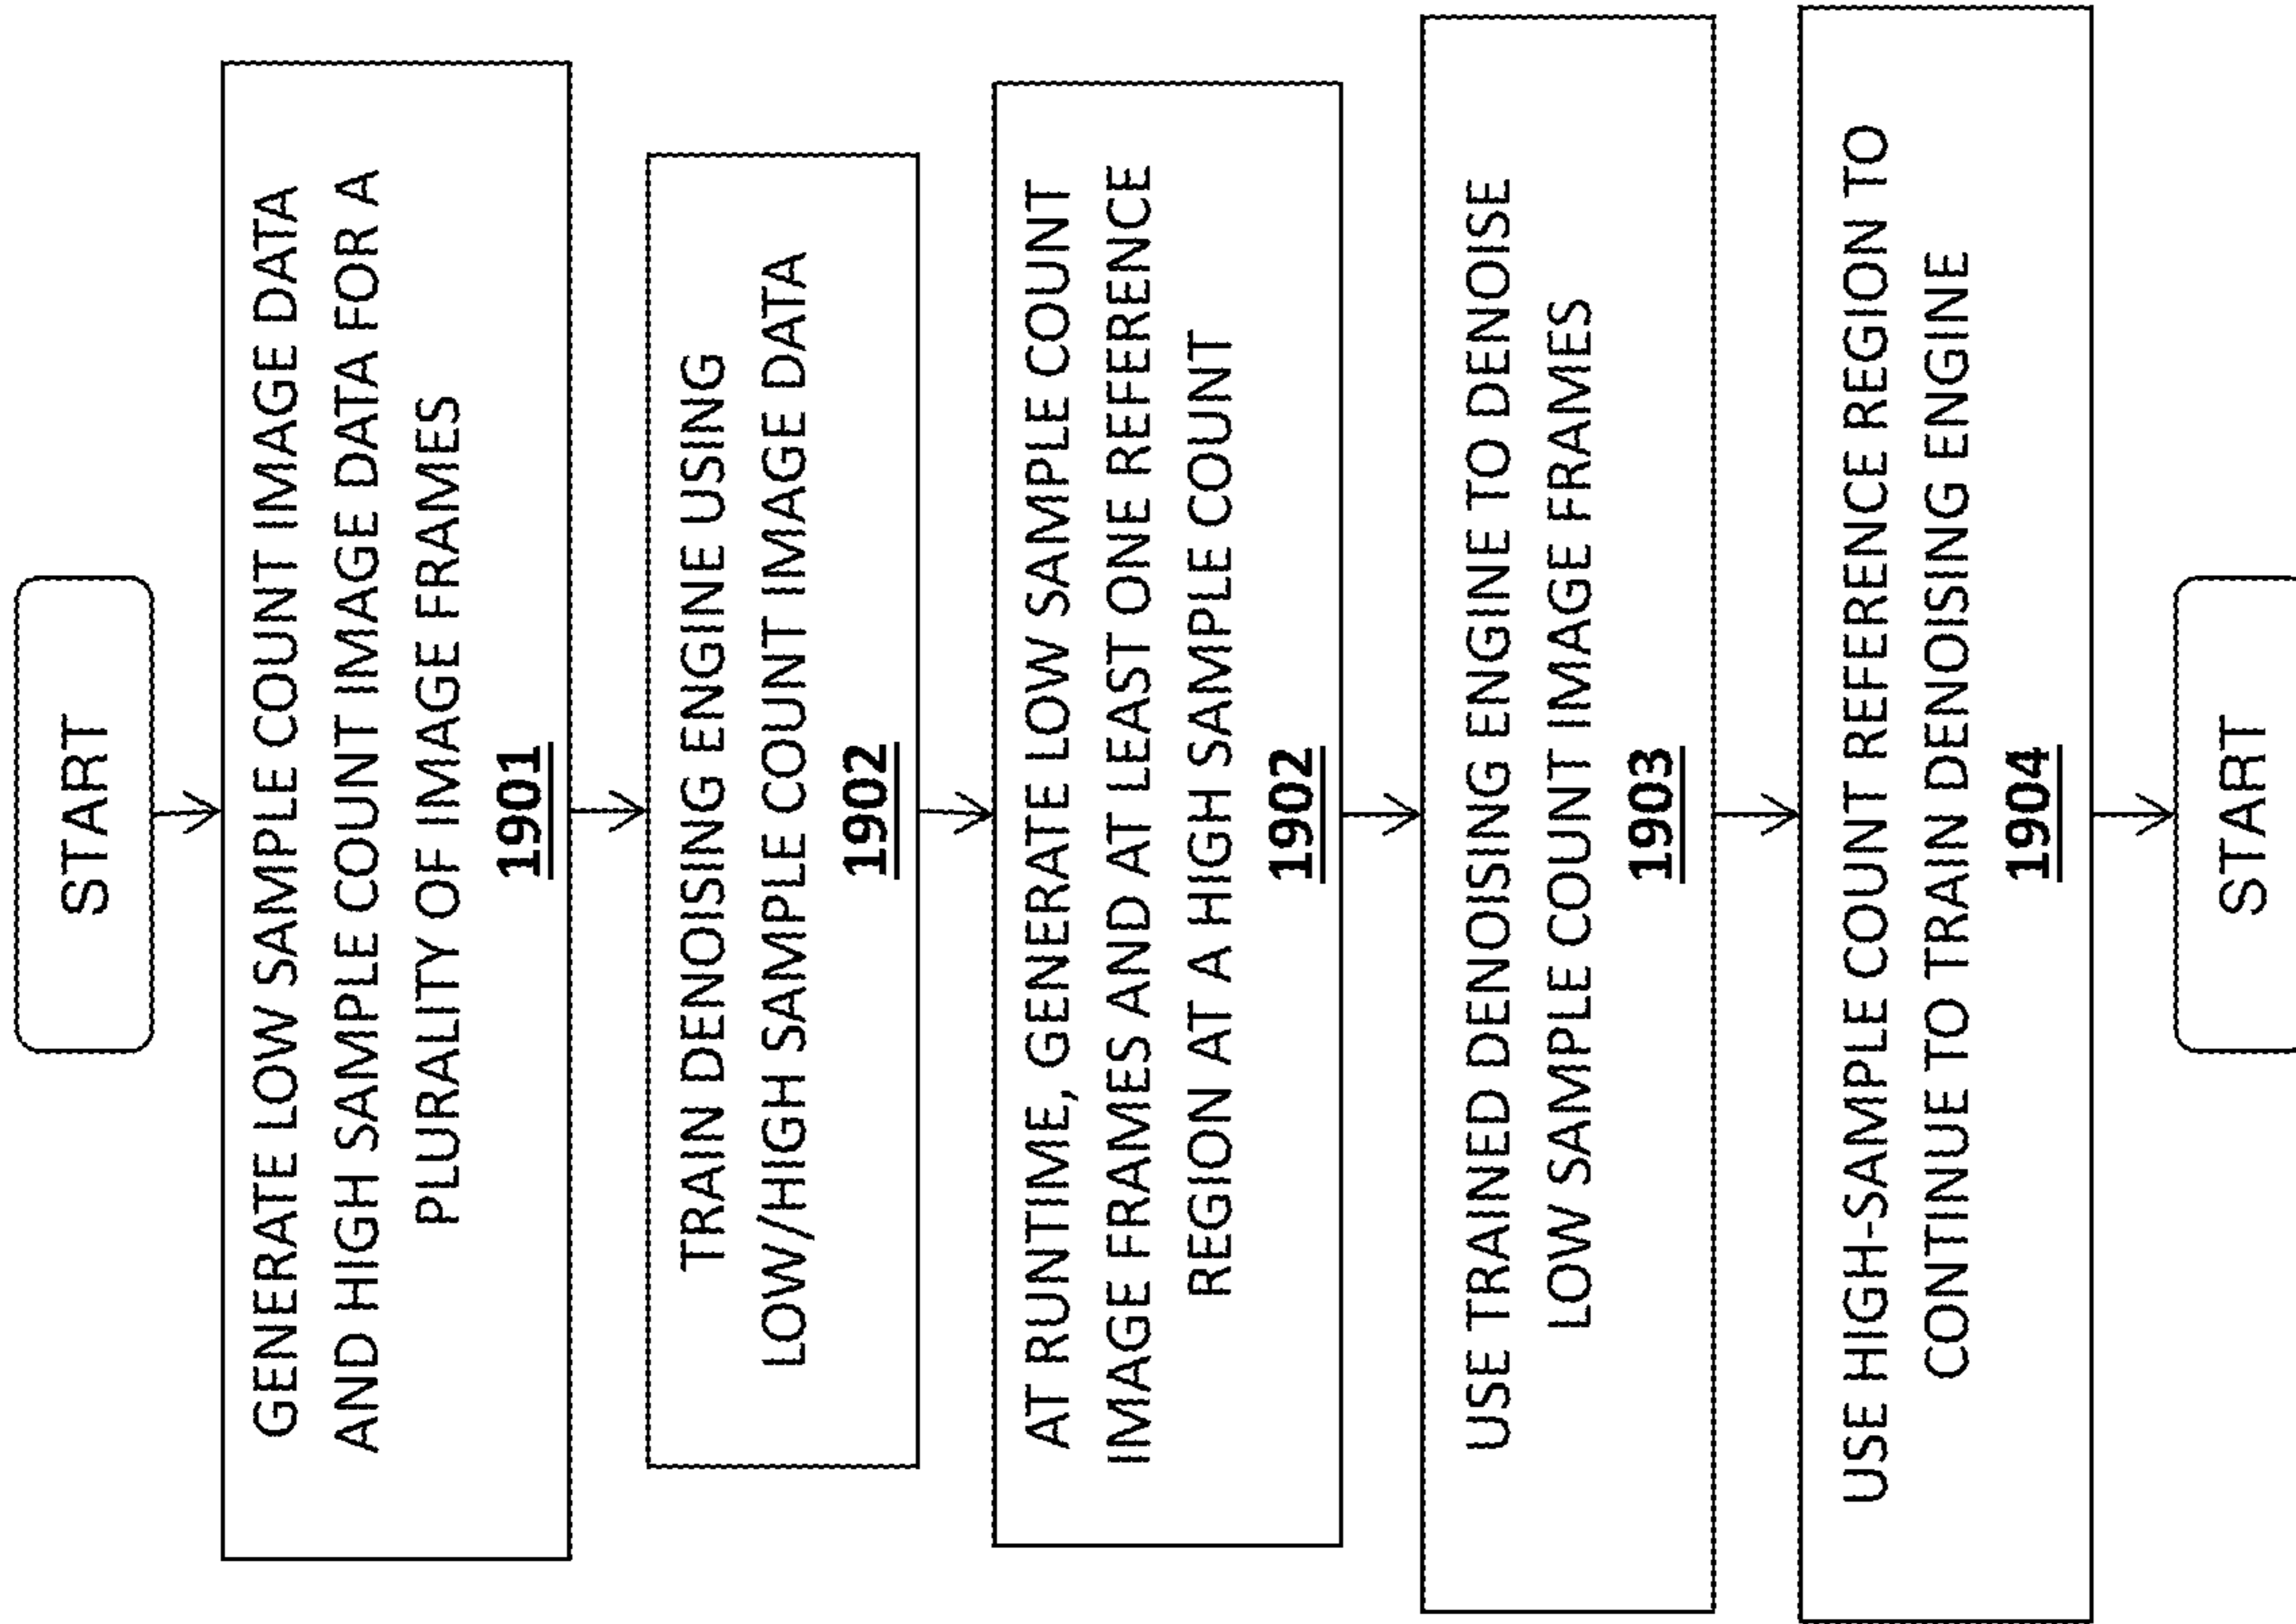 START
GENERATE LOW SAMPLE COUNT IMAGE DATA
AND HIGH SAMPLE COUNT IMAGE DATA FOR A
PLURALITY OF IMAGE FRAMES
1901
TRAIN DENOISING ENGINE USING
LOW/HIGH SAMPLE COUNT IMAGE DATA
1902
AT RUNTIME, GENERATE LOW SAMPLE COUNT
IMAGE FRAMES AND AT LEAST ONE REFERENCE
REGION AT A HIGH SAMPLE COUNT
1902
USE TRAINED DENOISING ENGINE TO DENOISE
LOW SAMPLE COUNT IMAGE FRAMES
1903
USE HIGH-SAMPLE COUNT REFERENCE REGION TO
CONTINUE TO TRAIN DENOISING ENGINE
1904
START